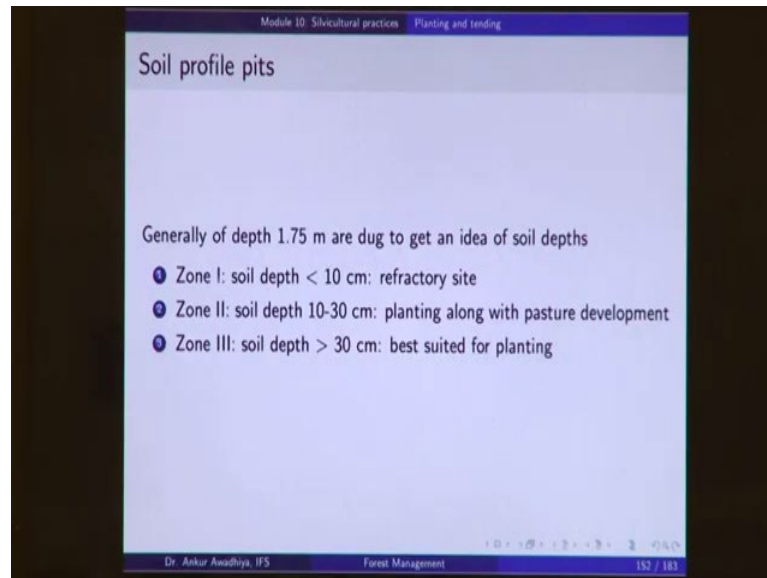 Module 10: Silvicultural practices Planting and tending
Soil profile pits
Generally of depth 1.75 m are dug to get an idea of soil depths
1 Zone I: soil depth < 10 cm: refractory site
2 Zone II: soil depth 10-30 cm: planting along with pasture development
3 Zone III: soil depth > 30 cm: best suited for planting
Dr. Ankur Awadhiya, IFS Forest Management 152 / 183